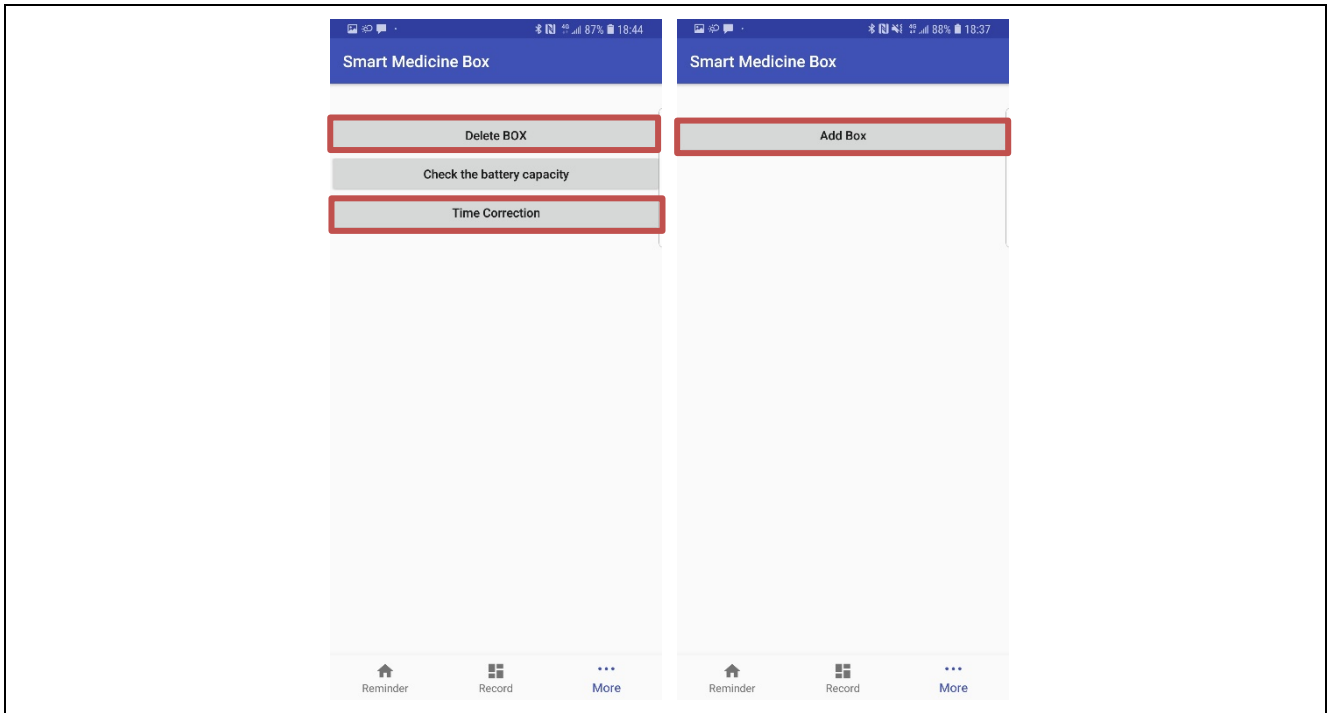 87% 18:44
Smart Medicine Box
Delete BOX
Check the battery capacity
Time Correction
Reminder Record More
88% 18:37
Smart Medicine Box
Add Box
Reminder Record More